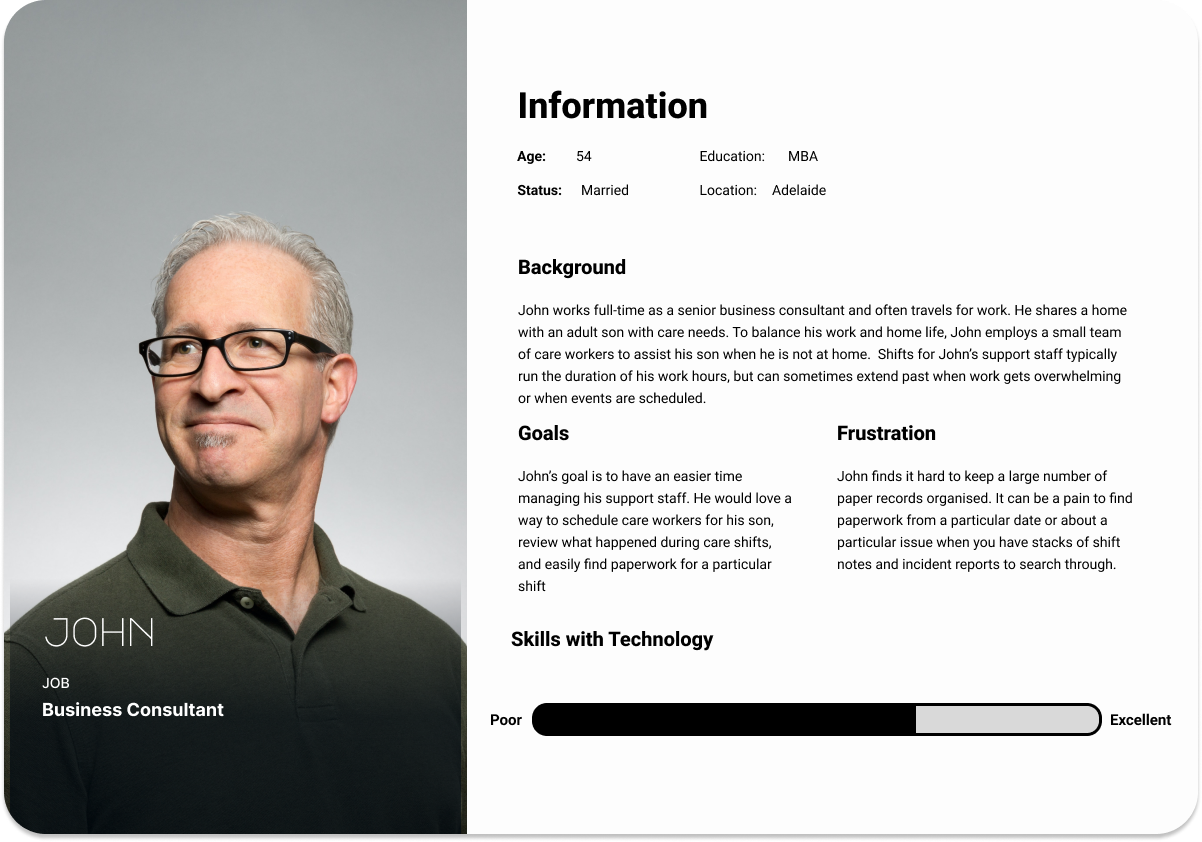 Information
Age: 54 Education: MBA
Status: Married Location: Adelaide
Background
John works full-time as a senior business consultant and often travels for work. He shares a home
with an adult son with care needs. To balance his work and home life, John employs a small team
of care workers to assist his son when he is not at home.  Shifts for John’s support staff typically
run the duration of his work hours, but can sometimes extend past when work gets overwhelming
or when events are scheduled.
Goals
John’s goal is to have an easier time
managing his support staff. He would love a
way to schedule care workers for his son,
review what happened during care shifts,
and easily find paperwork for a particular
shift
Frustration
John finds it hard to keep a large number of
paper records organised. It can be a pain to find
paperwork from a particular date or about a
particular issue when you have stacks of shift
notes and incident reports to search through.
Skills with Technology
Poor Excellent
JOHN
JOB
Business Consultant